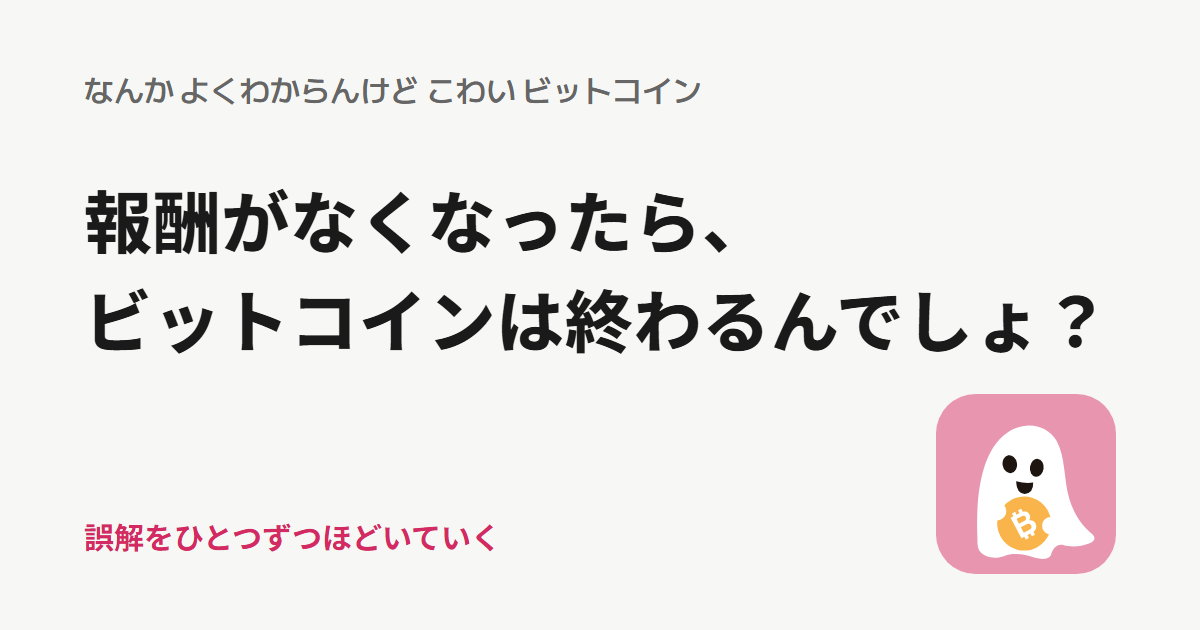 なんか よくわからんけど こわい ビットコイン
報酬がなくなったら、
ビットコインは終わるんでしょ？
誤解をひとつずつほどいていく